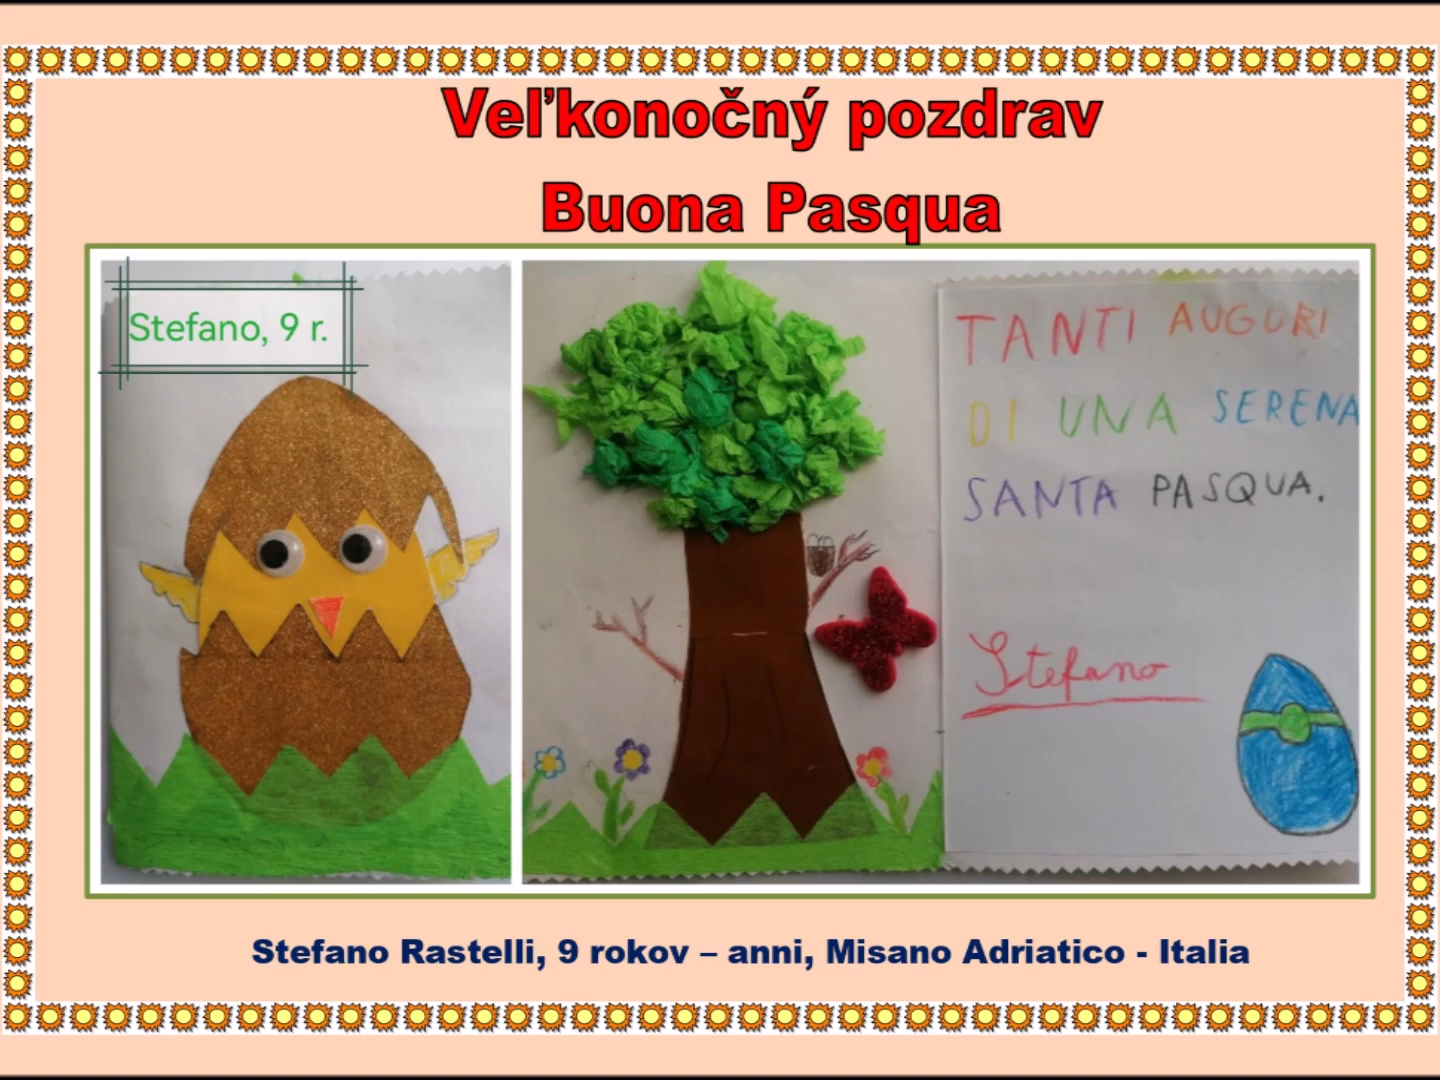 Veľkonočný pozdrav
Buona Pasqua
Stefano, 9 r.
TANTI AUGURI
DI UNA SERENA
SANTA PASQUA.
Stefano
Stefano Rastelli, 9 rokov – anni, Misano Adriatico - Italia